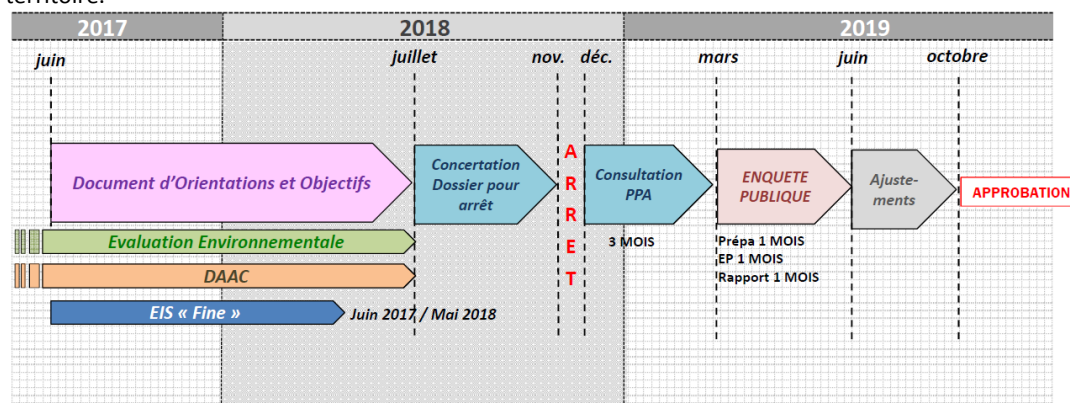 territoire.
2017 2018 2019
juin juillet nov. déc. mars juin octobre
Document d'Orientations et Objectifs
Concertation
Dossier pour
arrêt
ARRET
Consultation
PPA
ENQUETE
PUBLIQUE
Ajuste-
ments
APPROBATION
Evaluation Environnementale
3 MOIS
Prépa 1 MOIS
EP 1 MOIS
Rapport 1 MOIS
DAAC
EIS « Fine »
Juin 2017 / Mai 2018